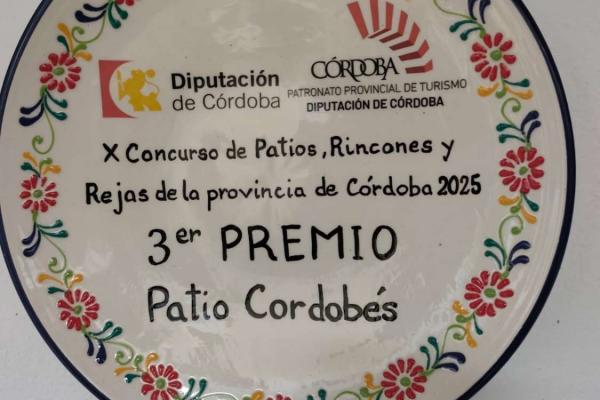 Diputación
de Córdoba
CÓRDOBA
PATRONATO PROVINCIAL DE TURISMO
DIPUTACIÓN DE CÓRDOBA
X Concurso de Patios, Rincones y
Rejas de la provincia de Córdoba 2025
3er PREMIO
Patio Cordobés